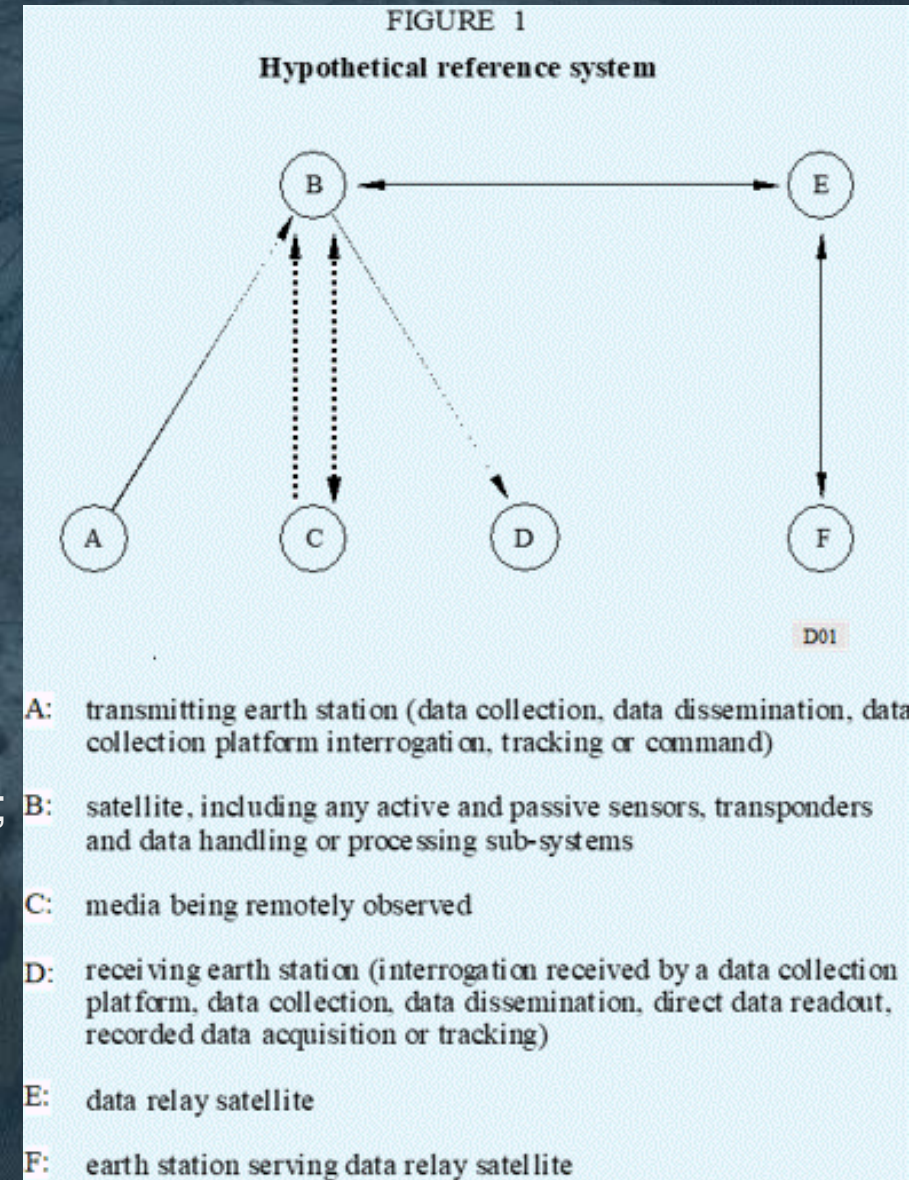 FIGURE 1
Hypothetical reference system
B
E
A
C
D
F
D01
A: transmitting earth station (data collection, data dissemination, data
collection platform interrogation, tracking or command)
B: satellite, including any active and passive sensors, transponders
and data handling or processing sub-systems
C: media being remotely observed
D: receiving earth station (interrogation received by a data collection
platform, data collection, data dissemination, direct data readout,
recorded data acquisition or tracking)
E: data relay satellite
F: earth station serving data relay satellite